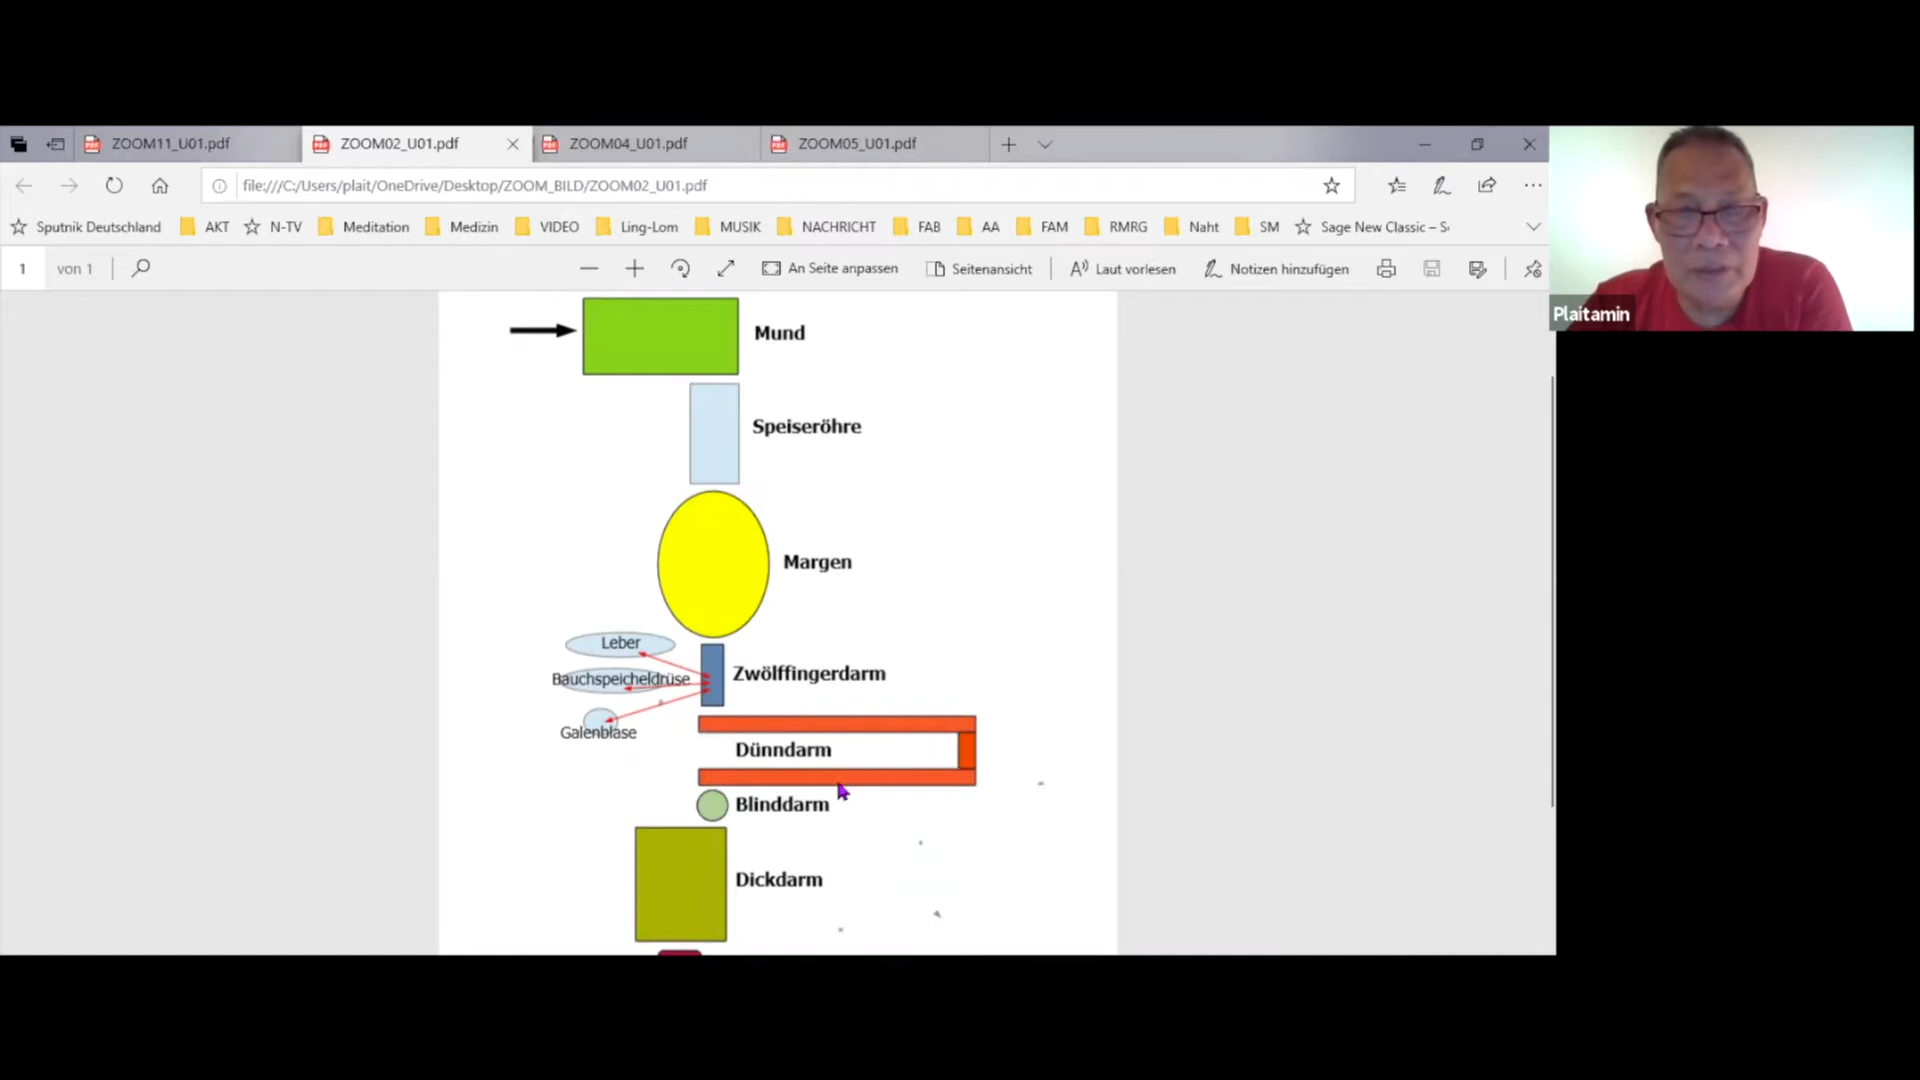 ZOOM11_U01.pdf
ZOOM02_U01.pdf
ZOOM04_U01.pdf
ZOOM05_U01.pdf
file:///C:/Users/plait/OneDrive/Desktop/ZOOM_BILD/ZOOM02_U01.pdf
Sputnik Deutschland AKT N-TV Meditation Medizin VIDEO Ling-Lom MUSIK NACHRICHT FAB AA FAM RMRG Naht SM Sage New Classic – S
1 von 1 An Seite anpassen Seitenansicht Laut vorlesen Notizen hinzufügen
Plaitamin
Mund
Speiseröhre
Margen
Leber
Bauchspeicheldrüse
Galenblase
Zwölffingerdarm
Dünndarm
Blinddarm
Dickdarm